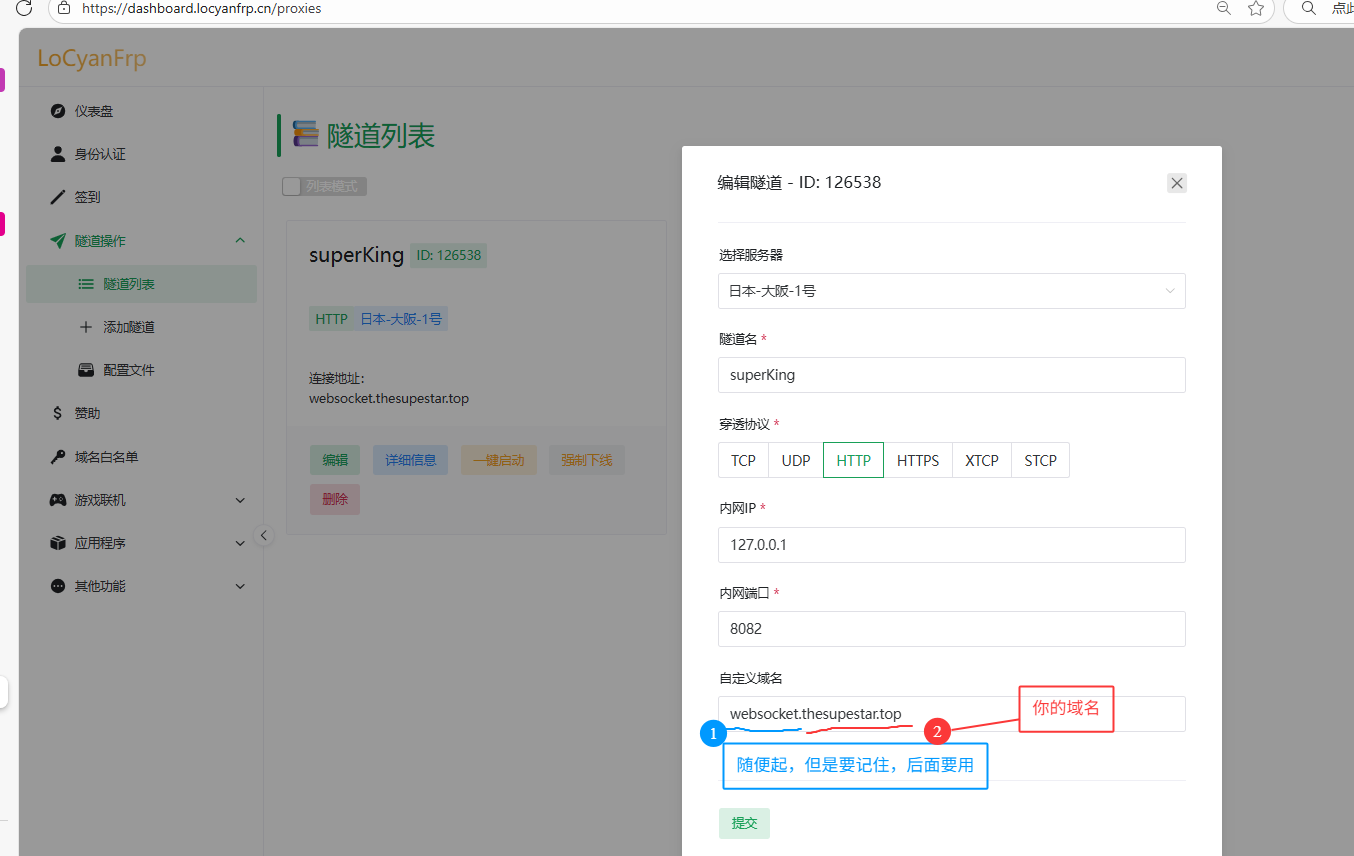 https://dashboard.locyanfrp.cn/proxies
点此
LoCyanFrp
仪表盘
身份认证
签到
隧道操作
隧道列表
添加隧道
配置文件
赞助
域名白名单
游戏联机
应用程序
其他功能
隧道列表
列表模式
superKing ID: 126538
HTTP 日本-大阪-1号
连接地址:
websocket.thesupestar.top
编辑 详细信息 一键启动 强制下线
删除
编辑隧道 - ID: 126538
选择服务器
日本-大阪-1号
隧道名 *
superKing
穿透协议 *
TCP UDP HTTP HTTPS XTCP STCP
内网IP *
127.0.0.1
内网端口 *
8082
自定义域名
websocket.thesupestar.top
你的域名
1
2
随便起，但是要记住，后面要用
提交